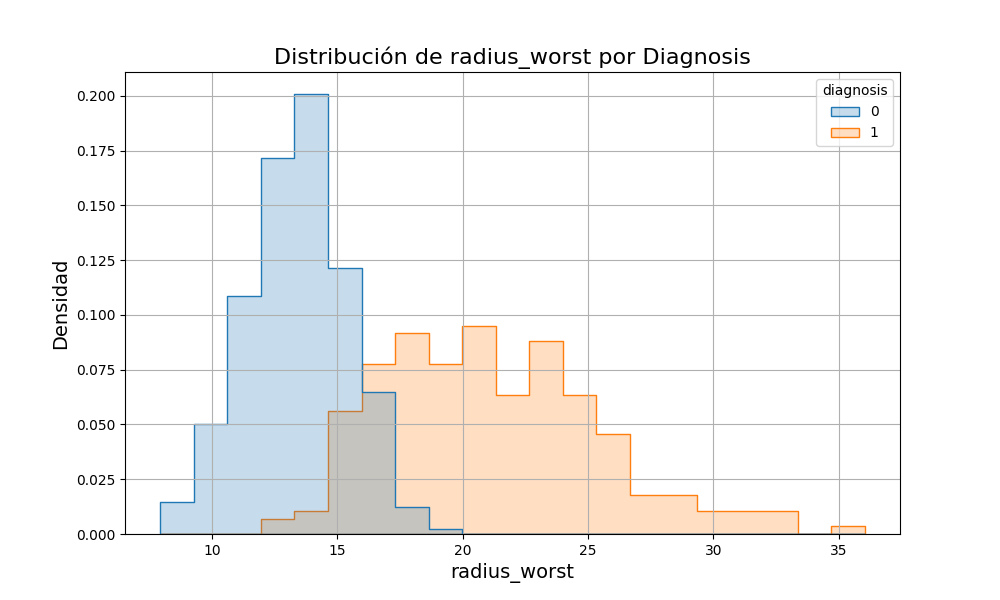 Distribución de radius_worst por Diagnosis
diagnosis
0
1
Densidad
0.200
0.175
0.150
0.125
0.100
0.075
0.050
0.025
0.000
10 15 20 25 30 35
radius_worst